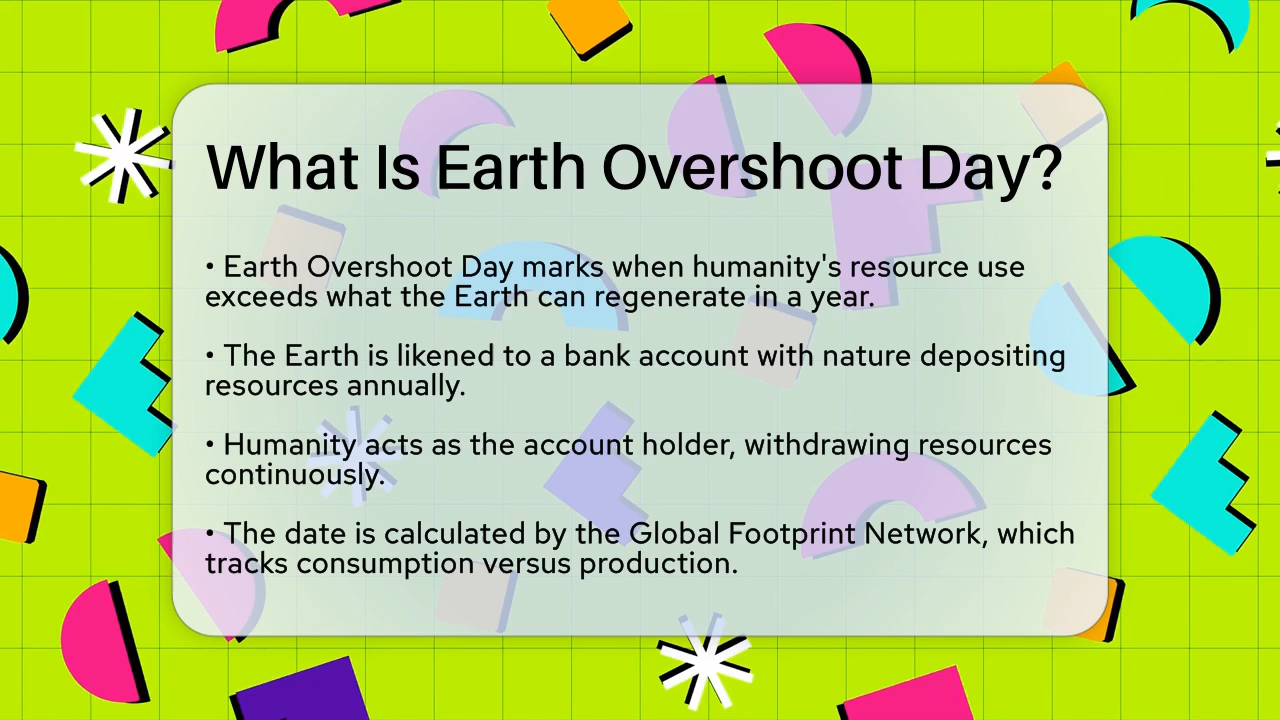 What Is Earth Overshoot Day?
• Earth Overshoot Day marks when humanity's resource use
exceeds what the Earth can regenerate in a year.
• The Earth is likened to a bank account with nature depositing
resources annually.
• Humanity acts as the account holder, withdrawing resources
continuously.
• The date is calculated by the Global Footprint Network, which
tracks consumption versus production.